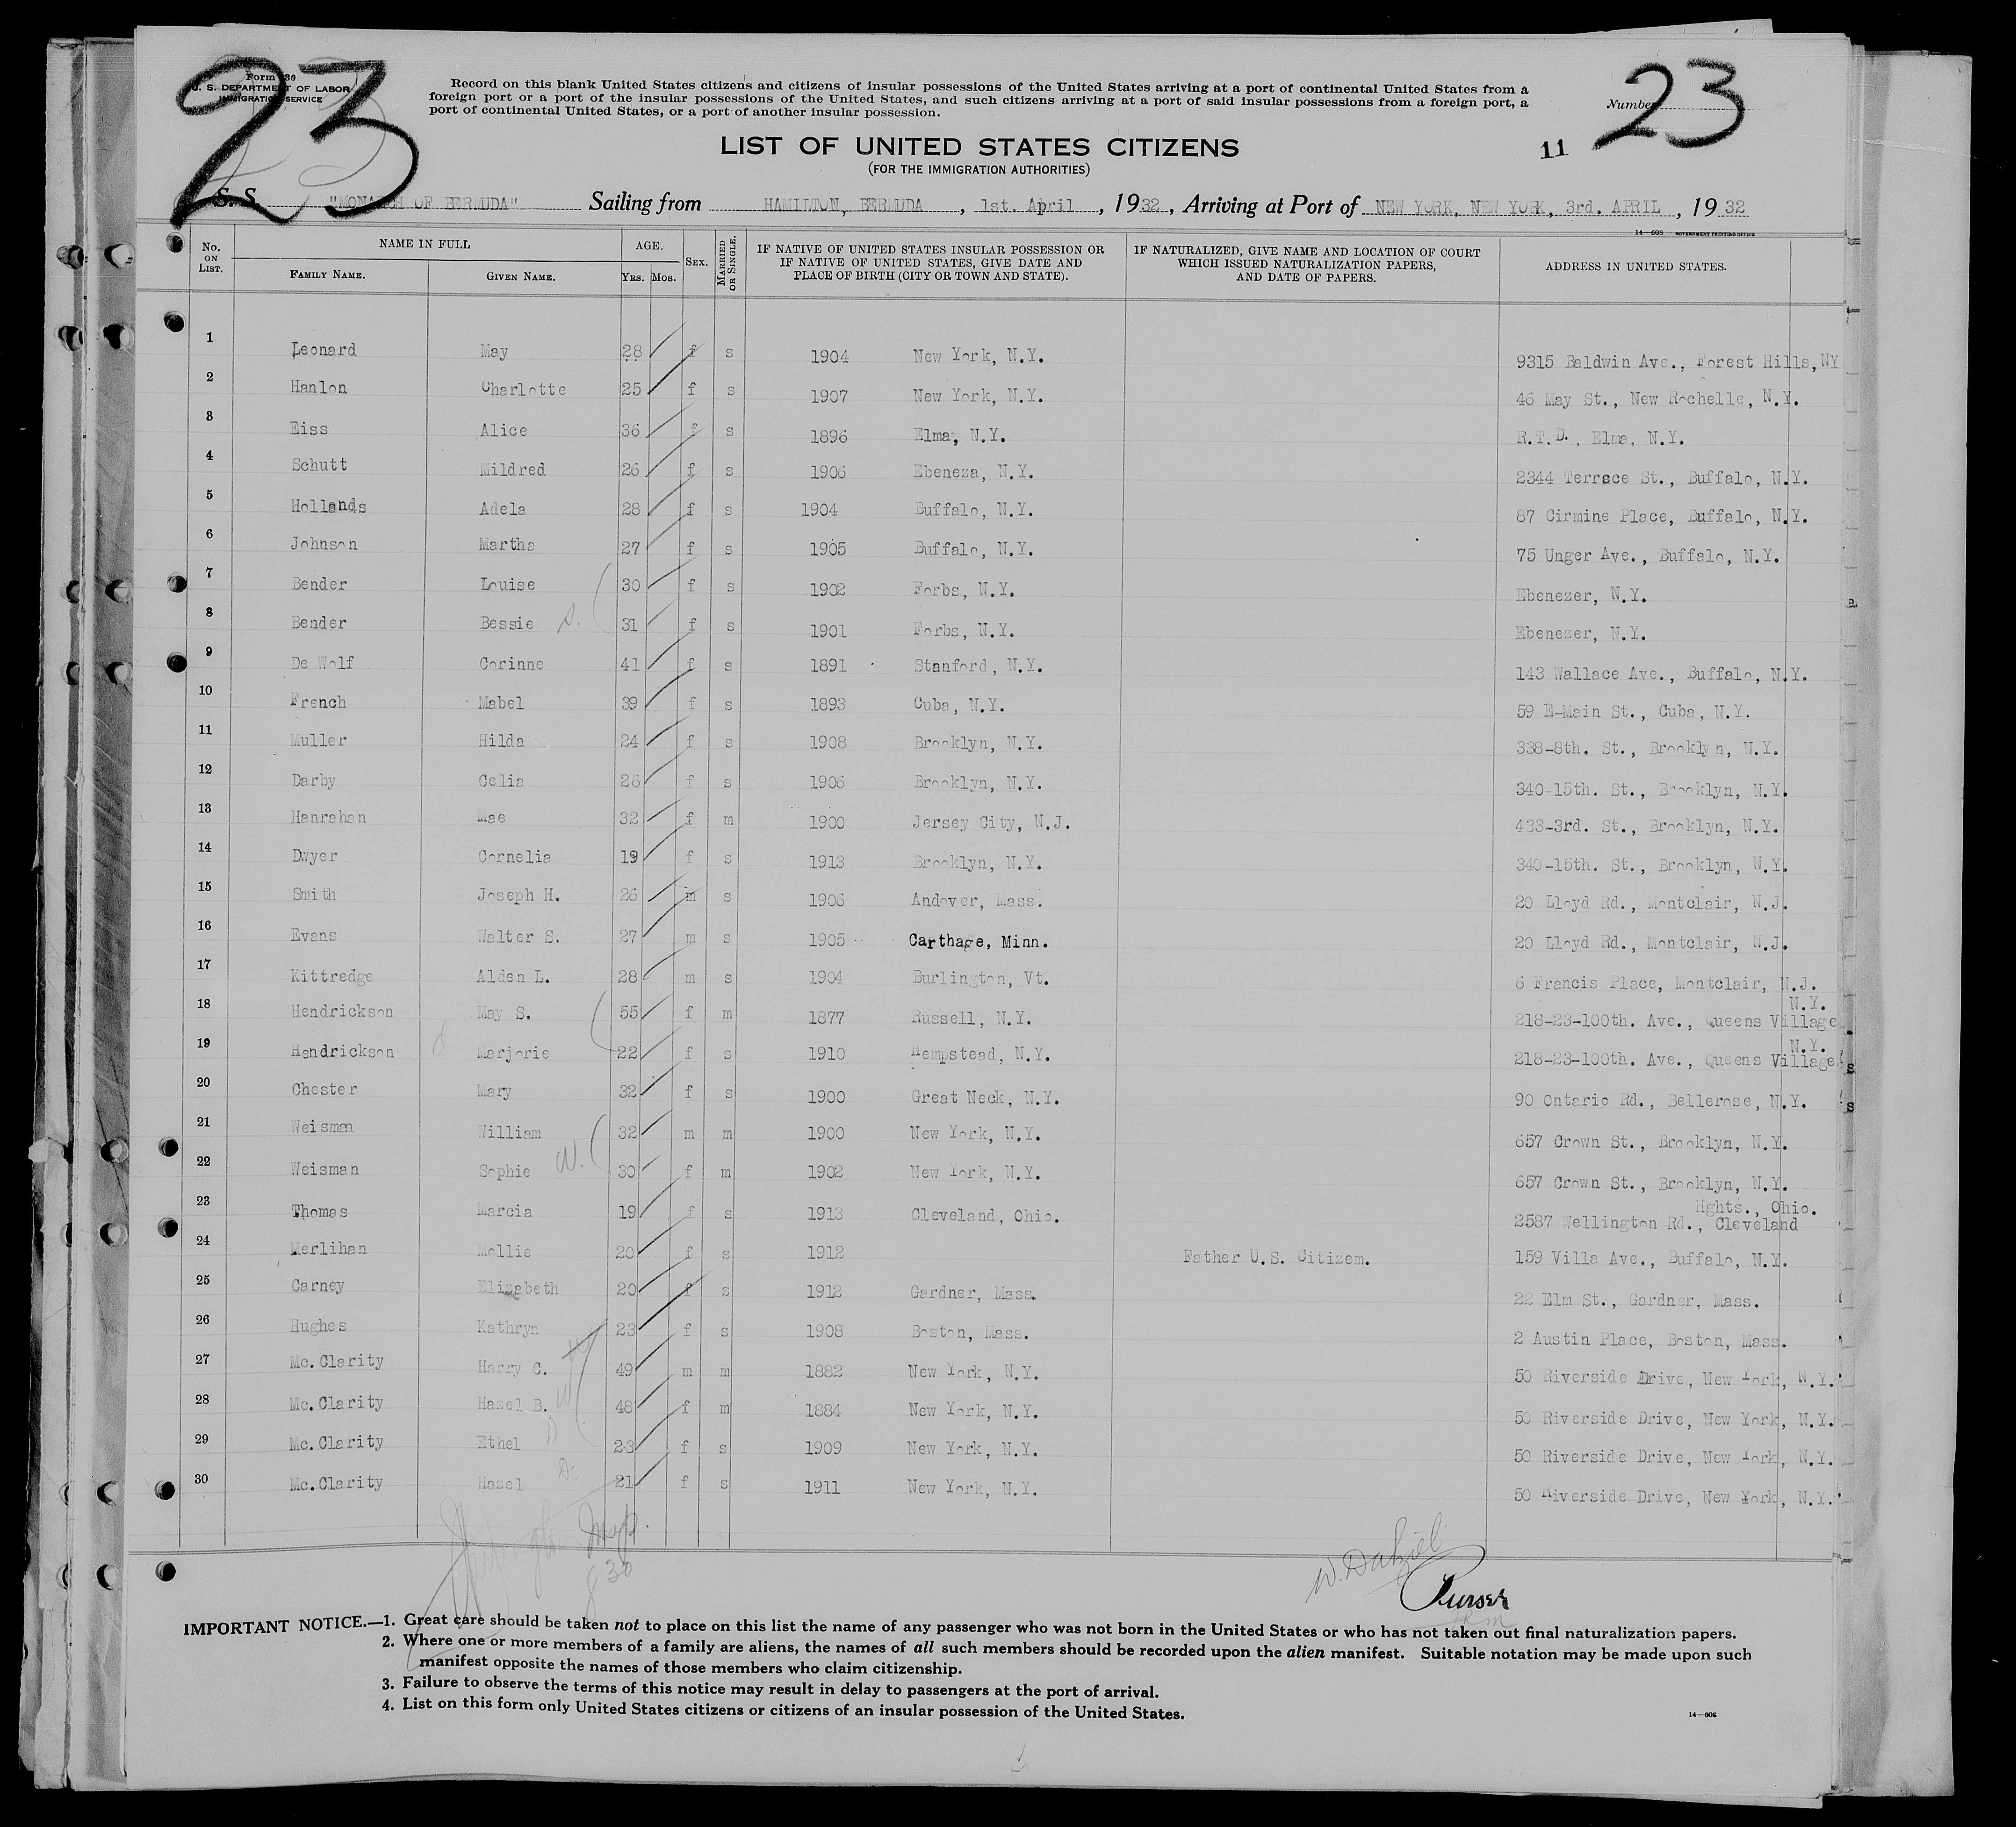 23
23
Form 630
U. S. DEPARTMENT OF LABOR
IMMIGRATION SERVICE
Number
11
Record on this blank United States citizens and citizens of insular possessions of the United States arriving at a port of continental United States from a
foreign port or a port of the insular possessions of the United States, and such citizens arriving at a port of said insular possessions from a foreign port, a
port of continental United States, or a port of another insular possession.
LIST OF UNITED STATES CITIZENS
(FOR THE IMMIGRATION AUTHORITIES)
S. S. "MONARCH OF BERMUDA" Sailing from HAMILTON, BERMUDA, 1st. April, 1932, Arriving at Port of NEW YORK, NEW YORK, 3rd. APRIL, 1932
14—608 GOVERNMENT PRINTING OFFICE
No. ON LIST. NAME IN FULL FAMILY NAME. GIVEN NAME. AGE. YRS. MOS. SEX. MARRIED OR SINGLE. IF NATIVE OF UNITED STATES INSULAR POSSESSION OR IF NATIVE OF UNITED STATES, GIVE DATE AND PLACE OF BIRTH (CITY OR TOWN AND STATE). IF NATURALIZED, GIVE NAME AND LOCATION OF COURT WHICH ISSUED NATURALIZATION PAPERS, AND DATE OF PAPERS. ADDRESS IN UNITED STATES.
1 Leonard May 28 f s 1904 New York, N.Y. 9315 Baldwin Ave., Forest Hills, NY
2 Hanlon Charlotte 25 f s 1907 New York, N.Y. 46 May St., New Rochelle, N.Y.
3 Eiss Alice 36 f s 1896 Elma, N.Y. R.T.D., Elma, N.Y.
4 Schutt Mildred 26 f s 1906 Ebeneza, N.Y. 2344 Terrace St., Buffalo, N.Y.
5 Hollands Adela 28 f s 1904 Buffalo, N.Y. 87 Cirmine Place, Buffalo, N.Y.
6 Johnson Martha 27 f s 1905 Buffalo, N.Y. 75 Unger Ave., Buffalo, N.Y.
7 Bender Louise 30 f s 1902 Forbs, N.Y. Ebenezer, N.Y.
8 Bender Bessie S. 31 f s 1901 Forbs, N.Y. Ebenezer, N.Y.
9 De Wolf Corinne 41 f s 1891 Stanford, N.Y. 143 Wallace Ave., Buffalo, N.Y.
10 French Mabel 39 f s 1893 Cuba, N.Y. 59 E-Main St., Cuba, N.Y.
11 Muller Hilda 24 f s 1908 Brooklyn, N.Y. 338-8th. St., Brooklyn, N.Y.
12 Darby Celia 26 f s 1906 Brooklyn, N.Y. 340-15th. St., Brooklyn, N.Y.
13 Hanrahan Mae 32 f m 1900 Jersey City, N.J. 433-3rd. St., Brooklyn, N.Y.
14 Dwyer Cornelia 19 f s 1913 Brooklyn, N.Y. 340-15th. St., Brooklyn, N.Y.
15 Smith Joseph H. 26 m s 1906 Andover, Mass. 20 Lloyd Rd., Montclair, N.J.
16 Evans Walter S. 27 m s 1905 Carthage, Minn. 20 Lloyd Rd., Montclair, N.J.
17 Kittredge Alden L. 28 m s 1904 Burlington, Vt. 6 Francis Place, Montclair, N.J.
18 Hendrickson May S. 55 f m 1877 Russell, N.Y. 218-23-100th. Ave., Queens Village N.Y.
19 Hendrickson Marjorie 22 f s 1910 Hempstead, N.Y. 218-23-100th. Ave., Queens Village N.Y.
20 Chester Mary 32 f s 1900 Great Neck, N.Y. 90 Ontario Rd., Bellerose, N.Y.
21 Weisman William 32 m m 1900 New York, N.Y. 657 Crown St., Brooklyn, N.Y.
22 Weisman Sophie W. 30 f m 1902 New York, N.Y. 657 Crown St., Brooklyn, N.Y.
23 Thomas Marcia 19 f s 1913 Cleveland, Ohio. 2587 Wellington Rd., Cleveland Hghts., Ohio.
24 Merlihan Mollie 20 f s 1912 Father U.S. Citizem. 159 Villa Ave., Buffalo, N.Y.
25 Carney Elizabeth 20 f s 1912 Gardner, Mass. 22 Elm St., Gardner, Mass.
26 Hughes Kathryn 23 f s 1908 Boston, Mass. 2 Austin Place, Boston, Mass.
27 Mc.Clarity Harry C. 49 m m 1882 New York, N.Y. 50 Riverside Drive, New York, N.Y.
28 Mc.Clarity Hazel B. W 48 f m 1884 New York, N.Y. 50 Riverside Drive, New York, N.Y.
29 Mc.Clarity Ethel D 23 f s 1909 New York, N.Y. 50 Riverside Drive, New York, N.Y.
30 Mc.Clarity Hazel 21 f s 1911 New York, N.Y. 50 Riverside Drive, New York, N.Y.
Insp.
8 30
W. Dalziel
Purser
IMPORTANT NOTICE.—1. Great care should be taken not to place on this list the name of any passenger who was not born in the United States or who has not taken out final naturalization papers.
2. Where one or more members of a family are aliens, the names of all such members should be recorded upon the alien manifest. Suitable notation may be made upon such
manifest opposite the names of those members who claim citizenship.
3. Failure to observe the terms of this notice may result in delay to passengers at the port of arrival.
4. List on this form only United States citizens or citizens of an insular possession of the United States.
14—608